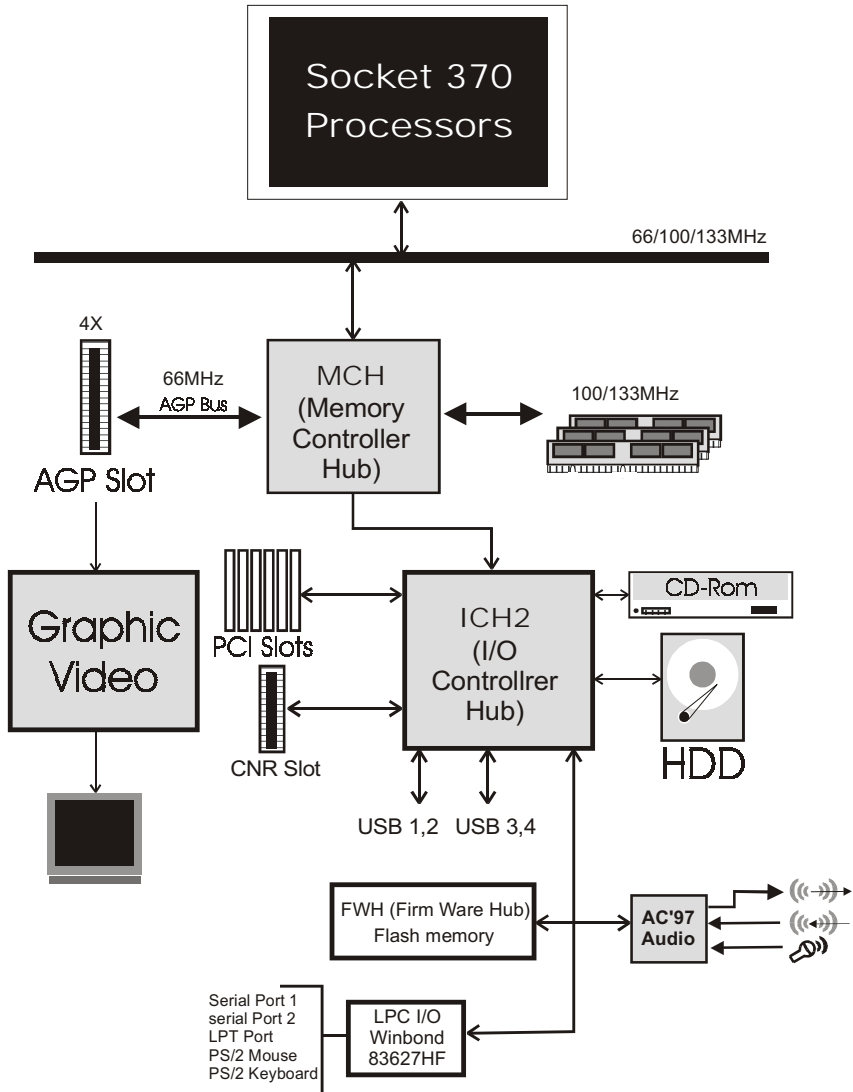 Socket 370
Processors
66/100/133MHz
4X
66MHz
AGP Bus
AGP Slot
MCH
(Memory
Controller
Hub)
100/133MHz
Graphic
Video
PCI Slots
CNR Slot
ICH2
(I/O
Controllrer
Hub)
CD-Rom
HDD
USB 1,2
USB 3,4
FWH (Firm Ware Hub)
Flash memory
AC'97
Audio
Serial Port 1
serial Port 2
LPT Port
PS/2 Mouse
PS/2 Keyboard
LPC I/O
Winbond
83627HF